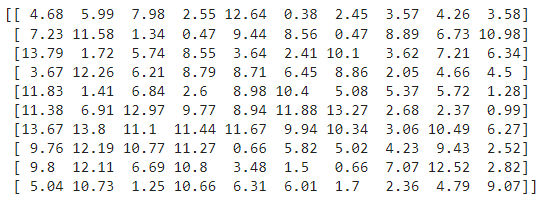 [[ 4.68  5.99  7.98  2.55 12.64  0.38  2.45  3.57  4.26  3.58]
 [ 7.23 11.58  1.34  0.47  9.44  8.56  0.47  8.89  6.73 10.98]
 [13.79  1.72  5.74  8.55  3.64  2.41 10.1   3.62  7.21  6.34]
 [ 3.67 12.26  6.21  8.79  8.71  6.45  8.86  2.05  4.66  4.5 ]
 [11.83  1.41  6.84  2.6   8.98 10.4   5.08  5.37  5.72  1.28]
 [11.38  6.91 12.97  9.77  8.94 11.88 13.27  2.68  2.37  0.99]
 [13.67 13.8  11.1  11.44 11.67  9.94 10.34  3.06 10.49  6.27]
 [ 9.76 12.19 10.77 11.27  0.66  5.82  5.02  4.23  9.43  2.52]
 [ 9.8  12.11  6.69 10.8   3.48  1.5   0.66  7.07 12.52  2.82]
 [ 5.04 10.73  1.25 10.66  6.31  6.01  1.7   2.36  4.79  9.07]]